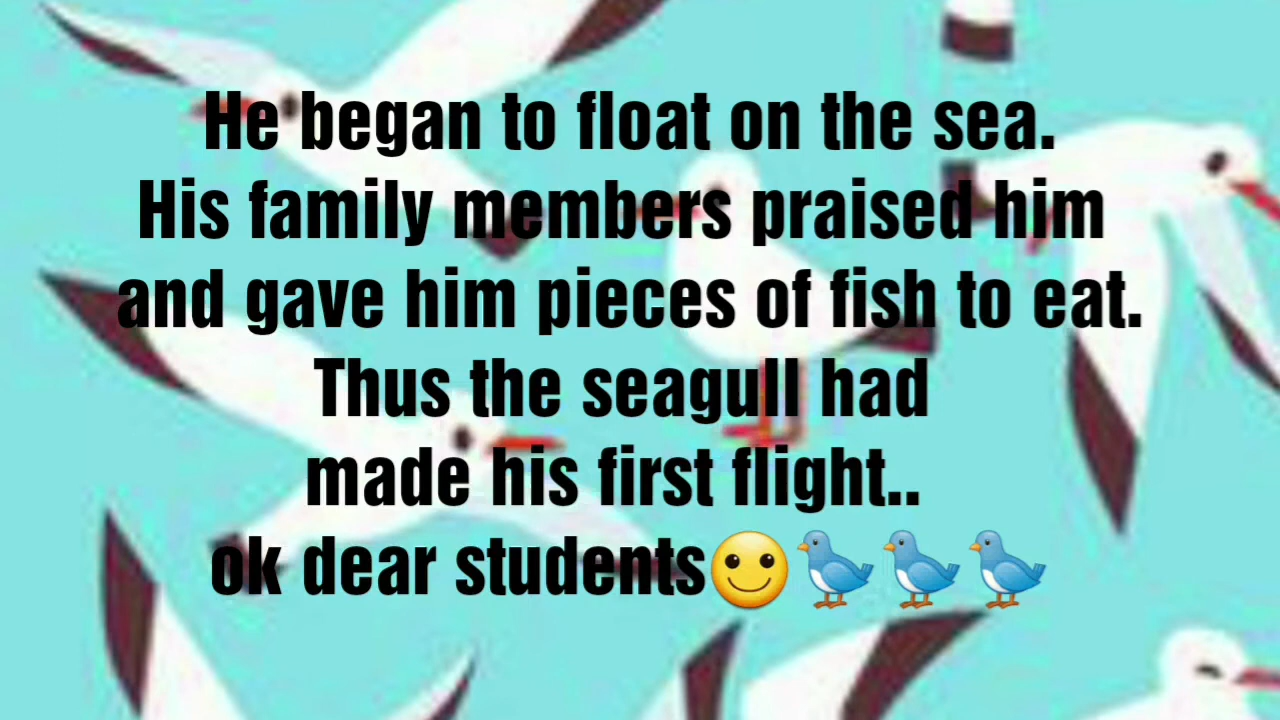 He began to float on the sea.
His family members praised him
and gave him pieces of fish to eat.
Thus the seagull had
made his first flight..
ok dear students🙂🐦🐦🐦